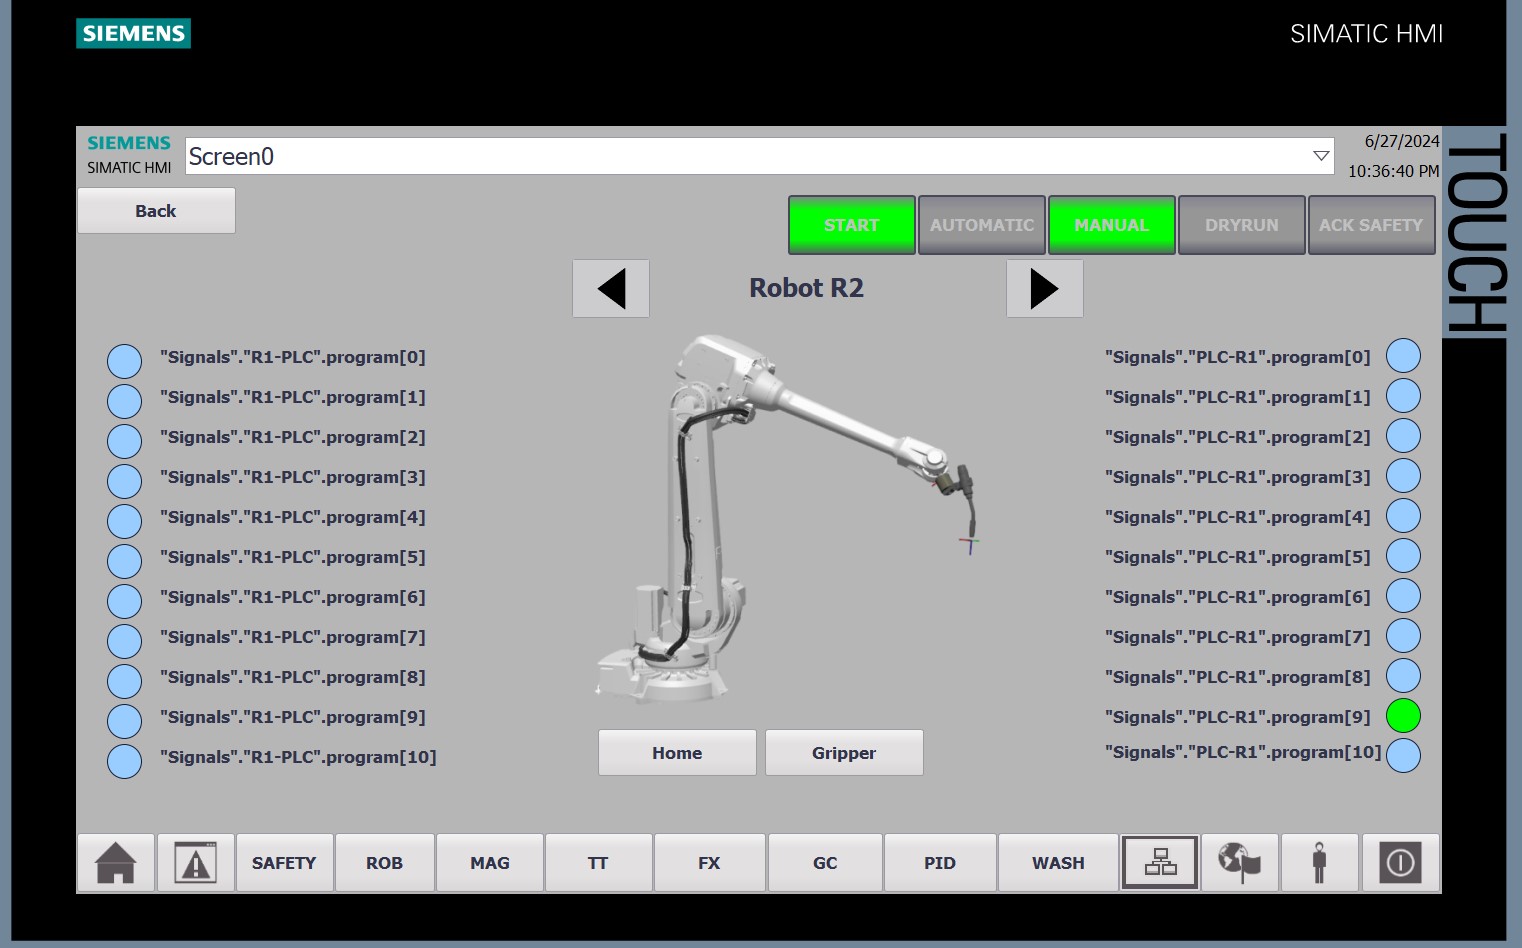 SIEMENS
SIMATIC HMI
TOUCH
SIEMENS
SIMATIC HMI
Screen0
6/27/2024
10:36:40 PM
Back
START
AUTOMATIC
MANUAL
DRYRUN
ACK SAFETY
Robot R2
"Signals"."R1-PLC".program[0]
"Signals"."R1-PLC".program[1]
"Signals"."R1-PLC".program[2]
"Signals"."R1-PLC".program[3]
"Signals"."R1-PLC".program[4]
"Signals"."R1-PLC".program[5]
"Signals"."R1-PLC".program[6]
"Signals"."R1-PLC".program[7]
"Signals"."R1-PLC".program[8]
"Signals"."R1-PLC".program[9]
"Signals"."R1-PLC".program[10]
"Signals"."PLC-R1".program[0]
"Signals"."PLC-R1".program[1]
"Signals"."PLC-R1".program[2]
"Signals"."PLC-R1".program[3]
"Signals"."PLC-R1".program[4]
"Signals"."PLC-R1".program[5]
"Signals"."PLC-R1".program[6]
"Signals"."PLC-R1".program[7]
"Signals"."PLC-R1".program[8]
"Signals"."PLC-R1".program[9]
"Signals"."PLC-R1".program[10]
Home
Gripper
SAFETY
ROB
MAG
TT
FX
GC
PID
WASH